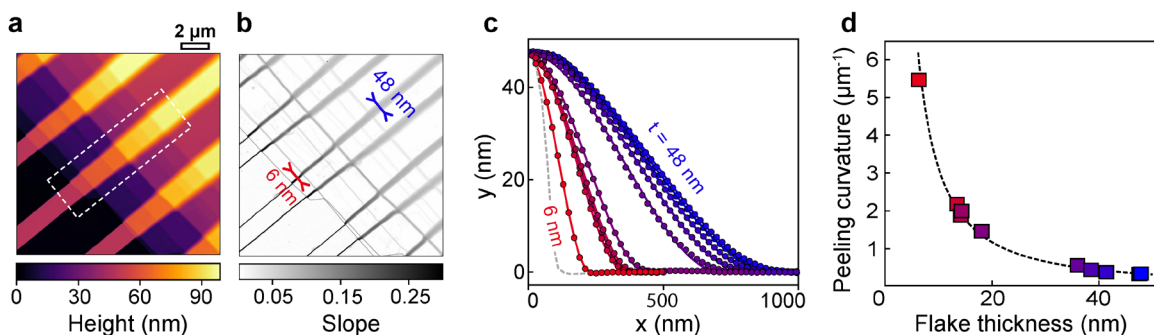 a
2 µm
0 30 60 90
Height (nm)
b
48 nm
6 nm
0.05 0.15 0.25
Slope
c
y (nm)
40
20
0
t = 48 nm
6 nm
0 500 1000
x (nm)
d
Peeling curvature (µm⁻¹)
6
5
4
3
2
1
0 20 40
Flake thickness (nm)